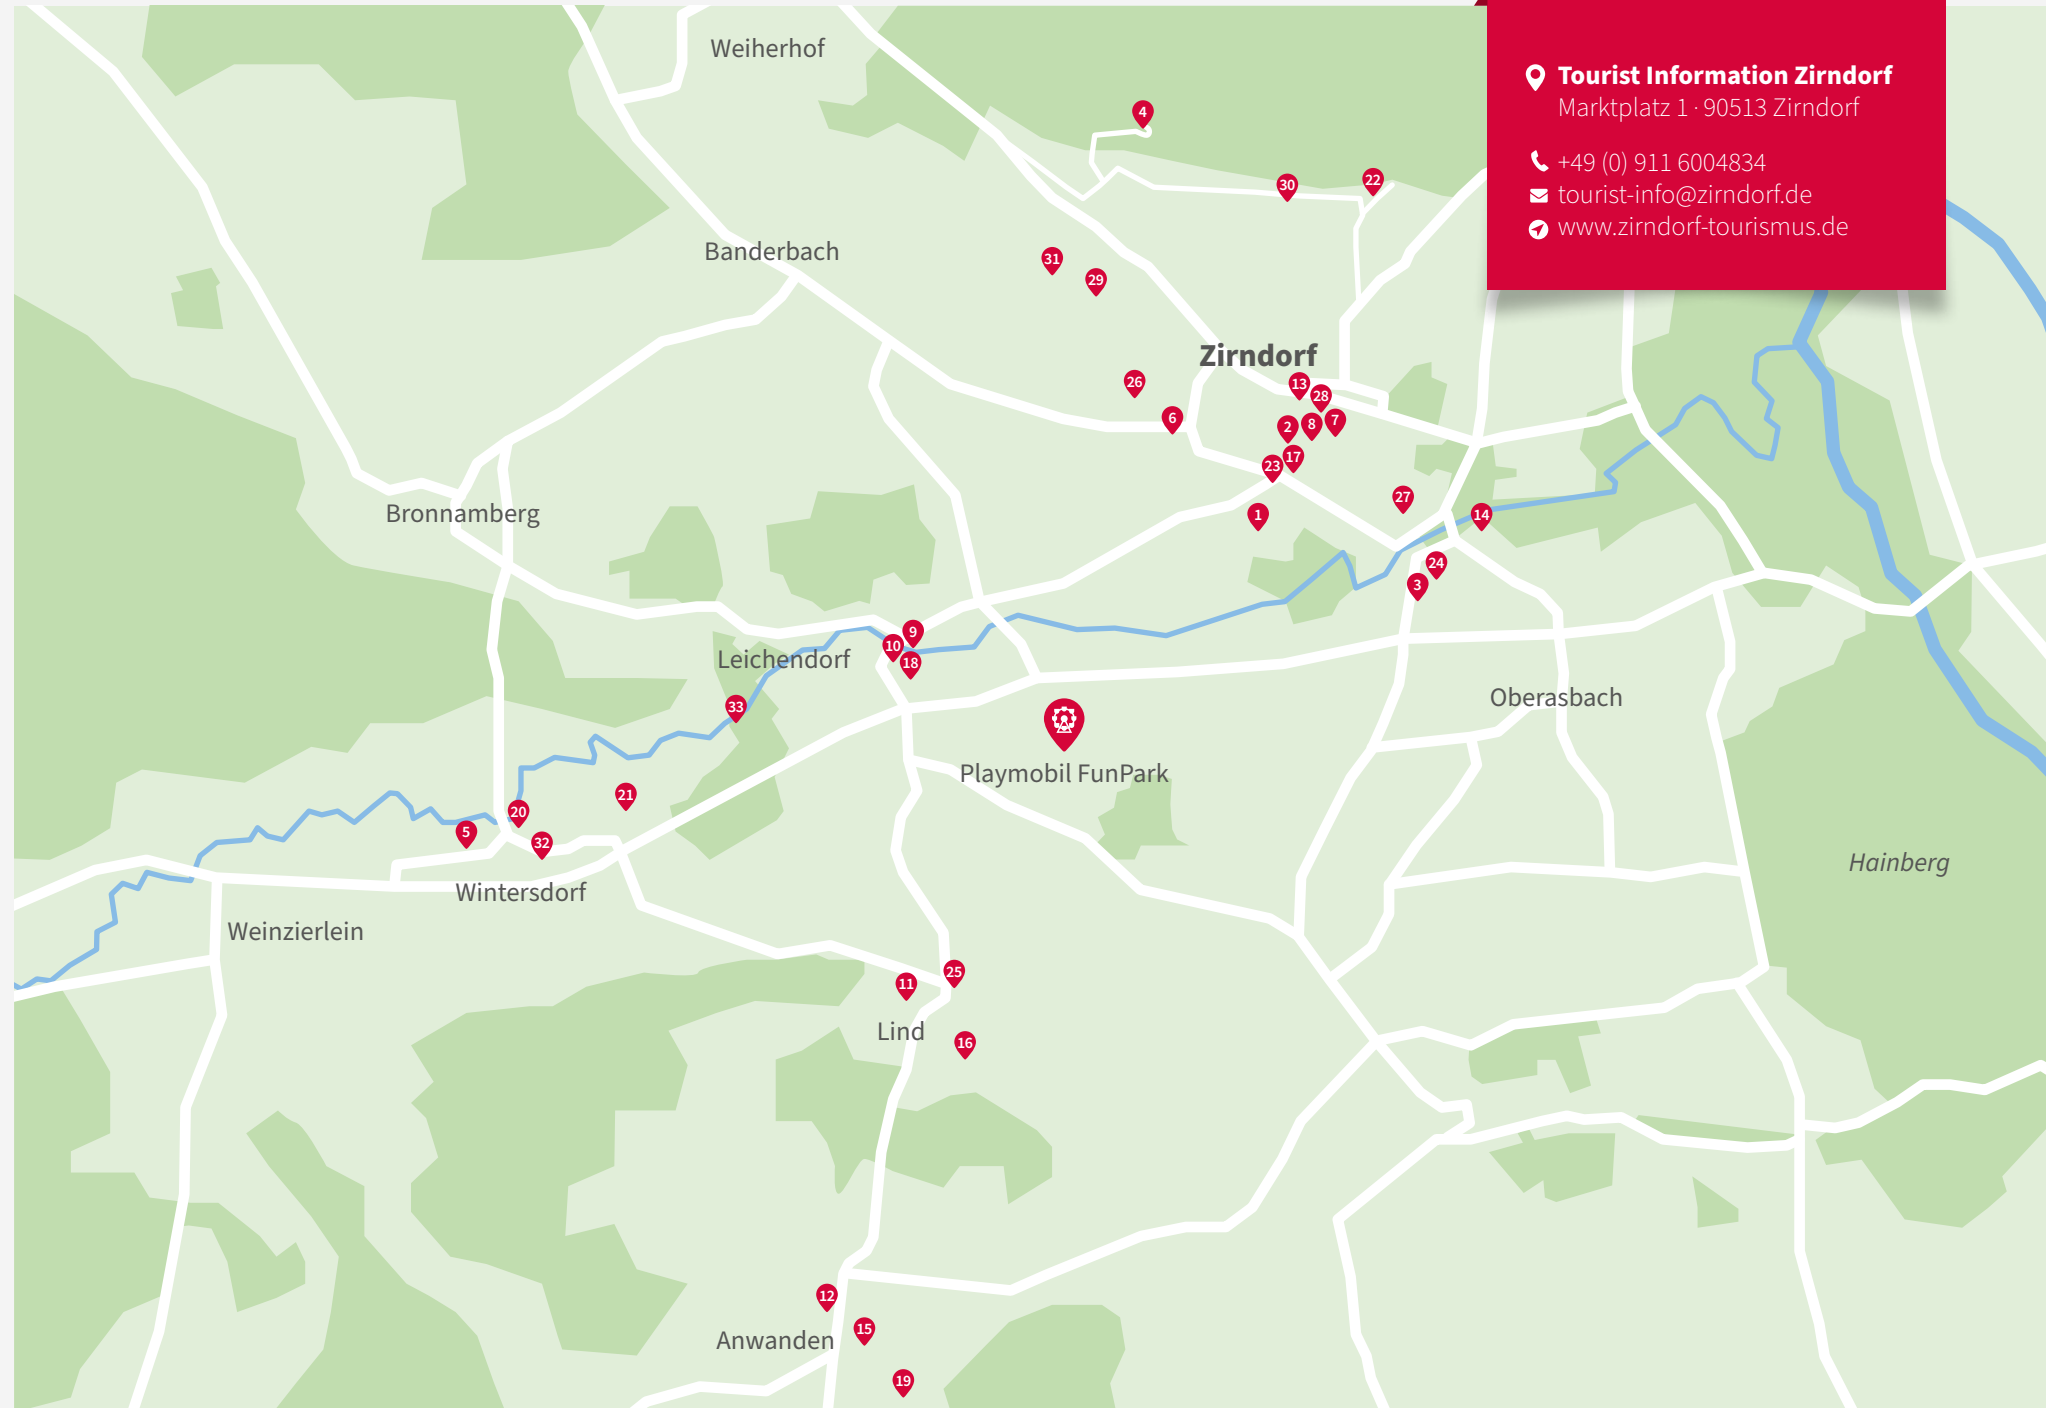 Weiherhof
Tourist Information Zirndorf
Marktplatz 1 · 90513 Zirndorf
+49 (0) 911 6004834
tourist-info@zirndorf.de
www.zirndorf-tourismus.de
4
30
22
Banderbach
31
29
Zirndorf
26
13
28
6
2
8
7
23
17
27
Bronnamberg
1
14
24
3
9
10
Leichendorf
18
33
Oberasbach
Playmobil FunPark
21
20
5
32
Hainberg
Wintersdorf
Weinzierlein
25
11
Lind
16
12
15
Anwanden
19